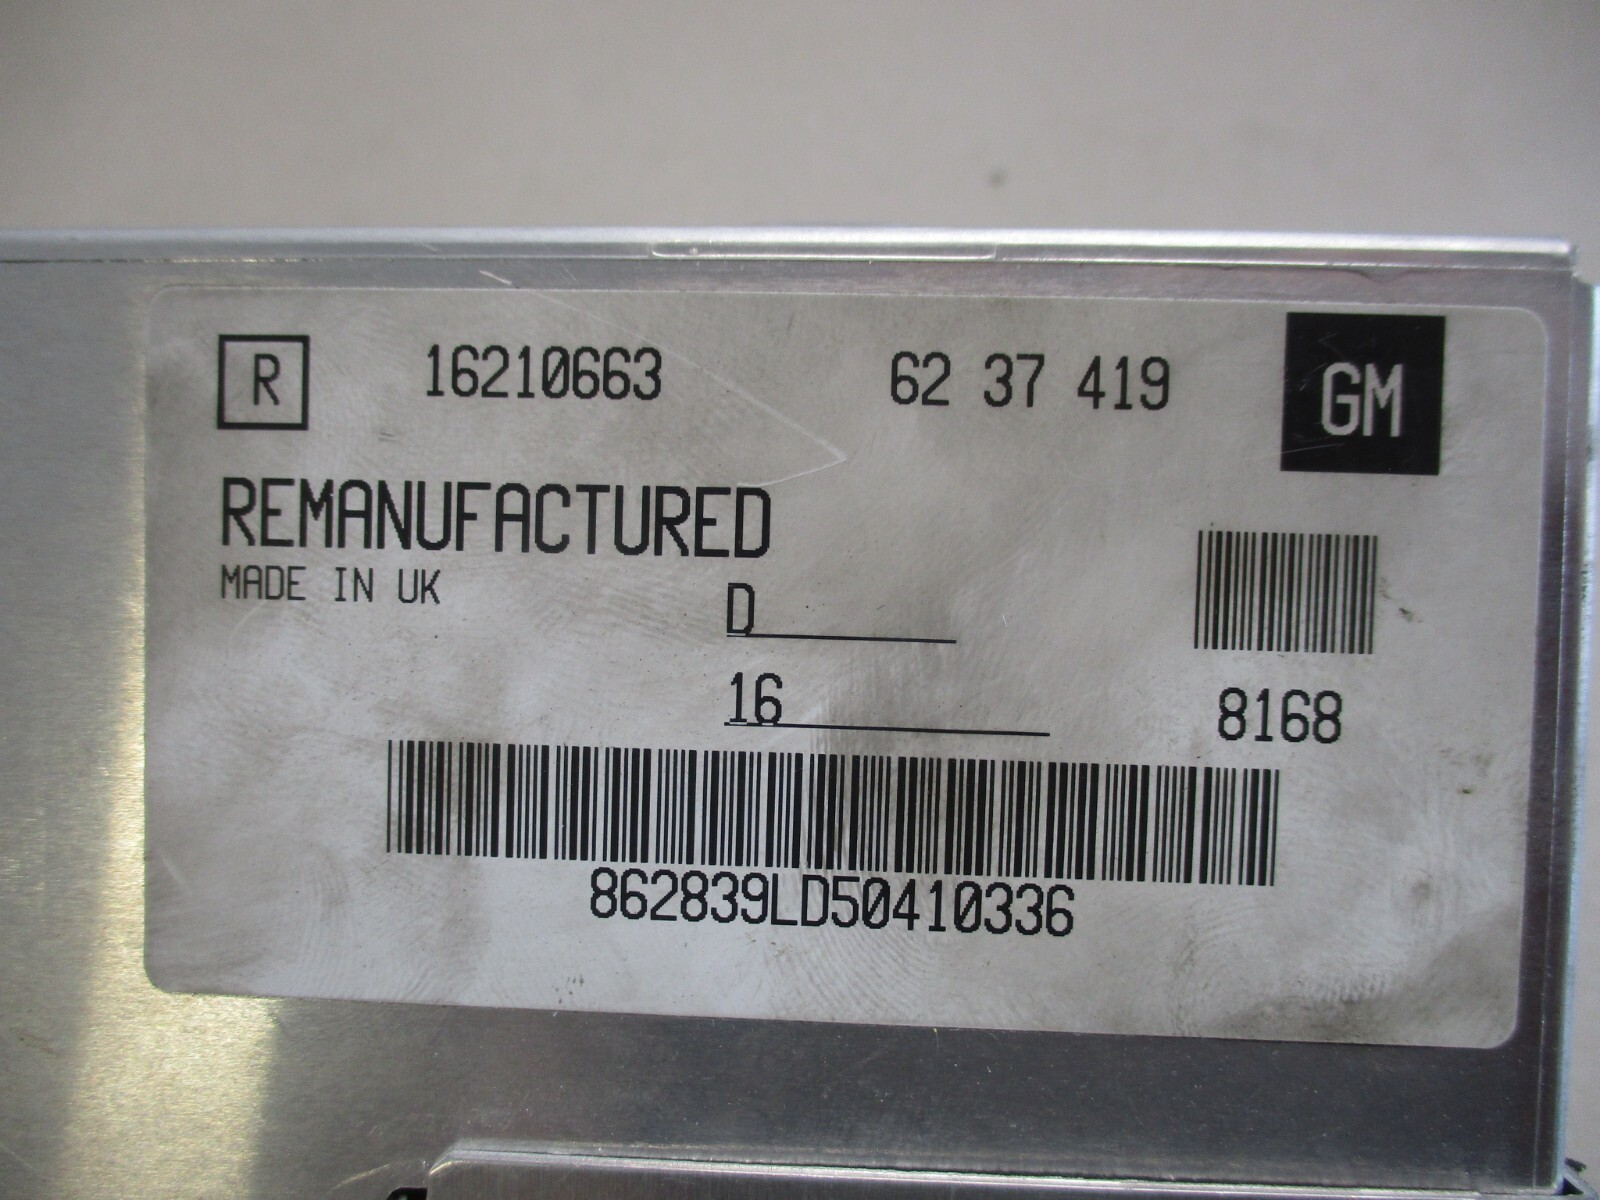 R 16210663 62 37 419 GM
REMANUFACTURED
MADE IN UK
D
16
8168
862839LD50410336